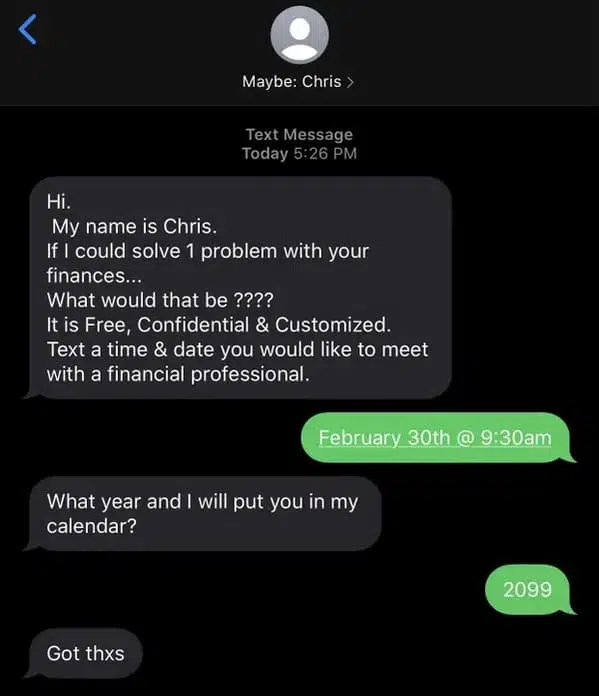 Maybe: Chris
Text Message
Today 5:26 PM
Hi.
My name is Chris.
If I could solve 1 problem with your
finances...
What would that be ????
It is Free, Confidential & Customized.
Text a time & date you would like to meet
with a financial professional.
February 30th @ 9:30am
What year and I will put you in my
calendar?
2099
Got thxs